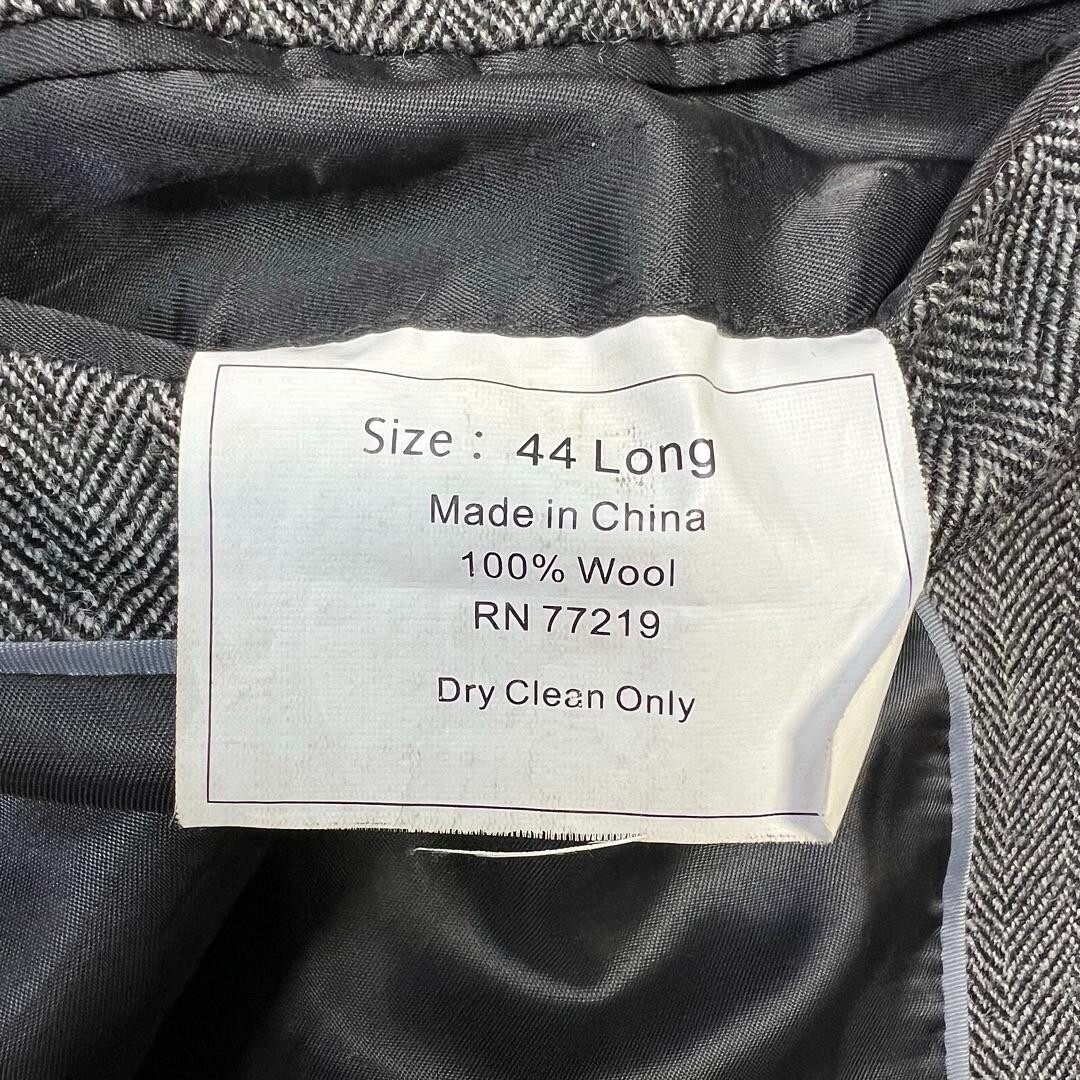 Size : 44 Long
Made in China
100% Wool
RN 77219
Dry Clean Only